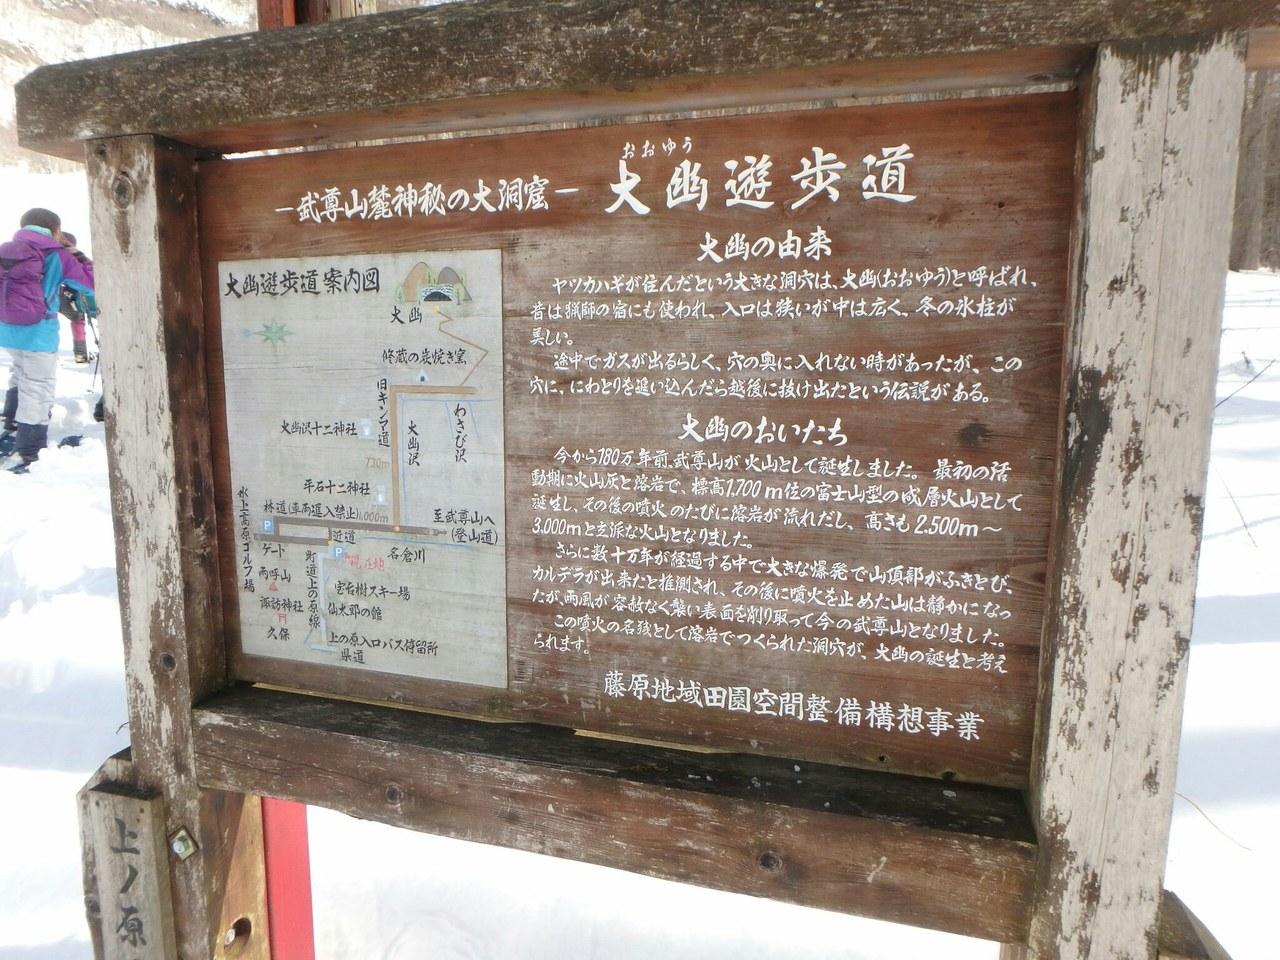 おおゆう
―武尊山麓神秘の大洞窟― 大幽遊歩道
大幽の由来
ヤツカハギが住んだという大きな洞穴は、大幽(おおゆう)と呼ばれ、
昔は猟師の宿にも使われ、入口は狭いが中は広く、冬の氷柱が
美しい。
途中でガスが出るらしく、穴の奥に入れない時があったが、この
穴に、にわとりを追い込んだら越後に抜け出たという伝説がある。
大幽のおいたち
今から180万年前、武尊山が火山として誕生しました。最初の活
動期に火山灰と溶岩で、標高1,700m位の富士山型の成層火山として
誕生し、その後の噴火のたびに溶岩が流れだし、高さも2.500m～
3.000mと立派な火山となりました。
さらに数十万年が経過する中で大きな爆発で山頂部がふきとび、
カルデラが出来たと推測され、その後に噴火を止めた山は静かになっ
たが、雨風が容赦なく襲い表面を削り取って今の武尊山となりました。
この噴火の名残として溶岩でつくられた洞穴が、大幽の誕生と考え
られます。
藤原地域田園空間整備構想事業
大幽遊歩道案内図
大幽
修蔵の炭焼き窯
旧キンマ道
わさび沢
大幽沢
大幽沢十二神社
720m
平石十二神社
林道(車両進入禁止)1,000m
至武尊山へ
(登山道)
水上高原ゴルフ場
P
ゲート
近道
P
現在地
名倉川
両呼山
町道上の原線
宝台樹スキー場
諏訪神社
仙太郎の館
久保
上の原入口バス停留所
県道
上ノ原